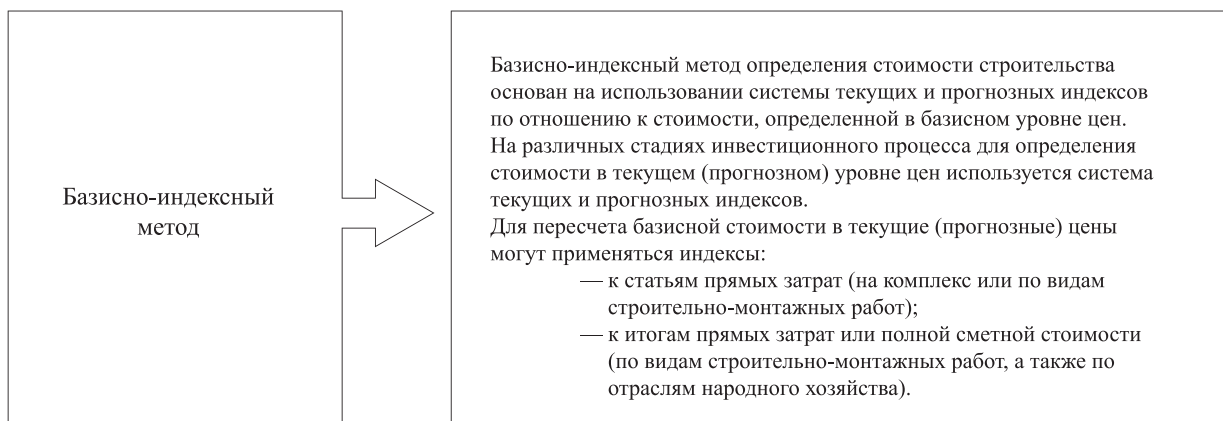 Базисно-индексный
метод
Базисно-индексный метод определения стоимости строительства
основан на использовании системы текущих и прогнозных индексов
по отношению к стоимости, определенной в базисном уровне цен.
На различных стадиях инвестиционного процесса для определения
стоимости в текущем (прогнозном) уровне цен используется система
текущих и прогнозных индексов.
Для пересчета базисной стоимости в текущие (прогнозные) цены
могут применяться индексы:
— к статьям прямых затрат (на комплекс или по видам
строительно-монтажных работ);
— к итогам прямых затрат или полной сметной стоимости
(по видам строительно-монтажных работ, а также по
отраслям народного хозяйства).